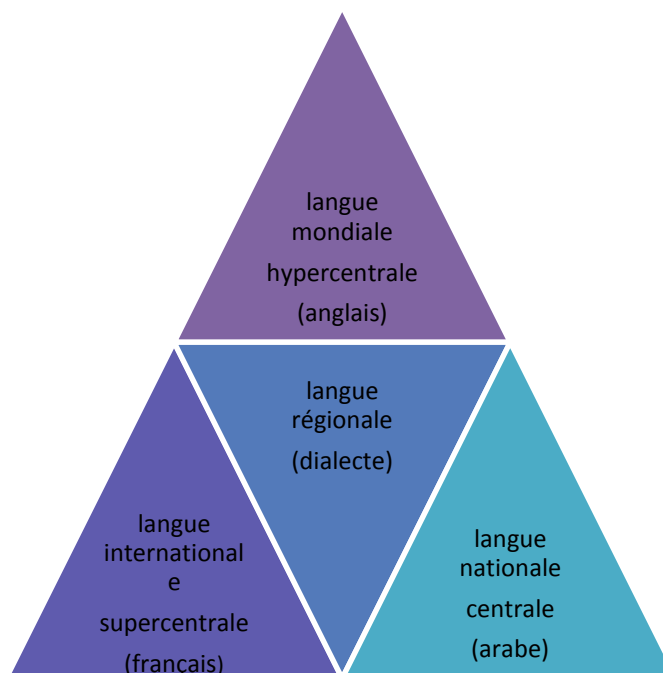 langue
mondiale
hypercentrale
(anglais)
langue
régionale
(dialecte)
langue
international
e
supercentrale
(français)
langue
nationale
centrale
(arabe)